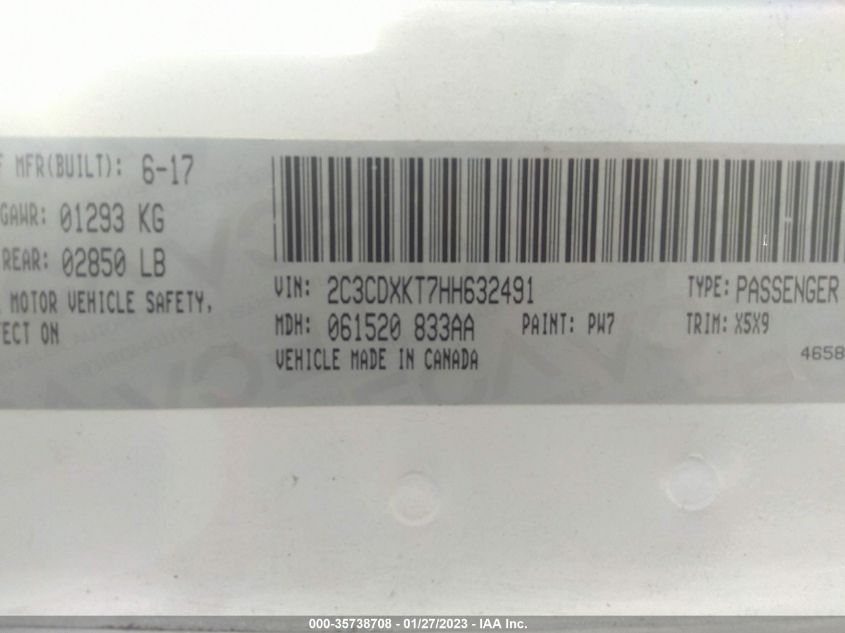 F MFR(BUILT): 6-17
GAWR: 01293 KG
REAR: 02850 LB
MOTOR VEHICLE SAFETY,
FECT ON
VIN: 2C3CDXKT7HH632491
TYPE: PASSENGER
MDH: 061520 833AA PAINT: PW7 TRIM: X5X9
VEHICLE MADE IN CANADA
4658
000-35738708 - 01/27/2023 - IAA Inc.